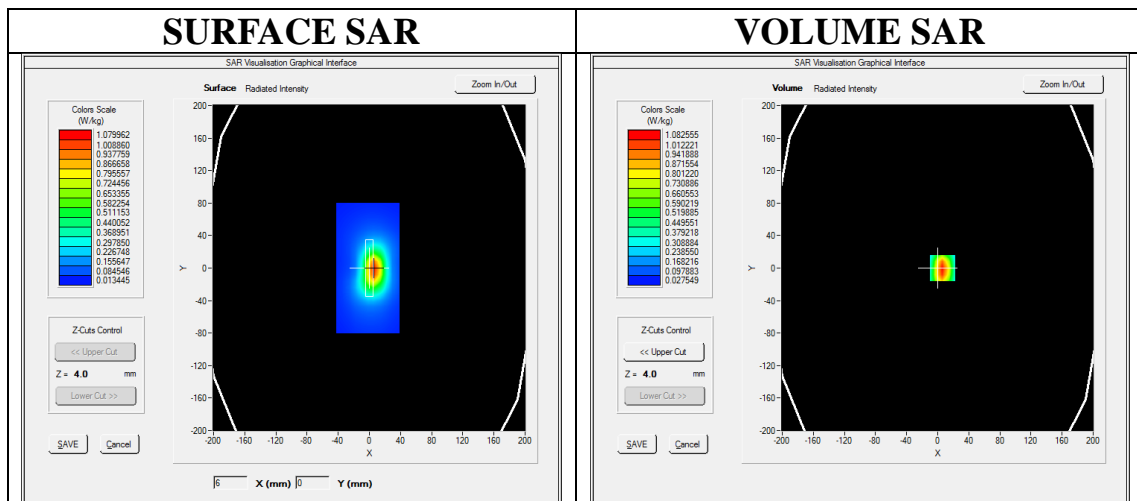 SURFACE SAR
SAR Visualisation Graphical Interface
Surface Radiated Intensity
Zoom In/Out
Colors Scale
(W/kg)
1.079962
1.008860
0.937759
0.866658
0.795557
0.724456
0.653355
0.582254
0.511153
0.440052
0.368951
0.297850
0.226748
0.155647
0.084546
0.013445
Z-Cuts Control
<< Upper Cut
Z = 4.0 mm
Lower Cut >>
SAVE Cancel
200
160
120
80
40
0
-40
-80
-120
-160
-200
Y
-200 -160 -120 -80 -40 0 40 80 120 160 200
X
6 X (mm) 0 Y (mm)
VOLUME SAR
SAR Visualisation Graphical Interface
Volume Radiated Intensity
Zoom In/Out
Colors Scale
(W/kg)
1.082555
1.012221
0.941888
0.871554
0.801220
0.730886
0.660553
0.590219
0.519885
0.449551
0.379218
0.308884
0.238550
0.168216
0.097883
0.027549
Z-Cuts Control
<< Upper Cut
Z = 4.0 mm
Lower Cut >>
SAVE Cancel
200
160
120
80
40
0
-40
-80
-120
-160
-200
Y
-200 -160 -120 -80 -40 0 40 80 120 160 200
X